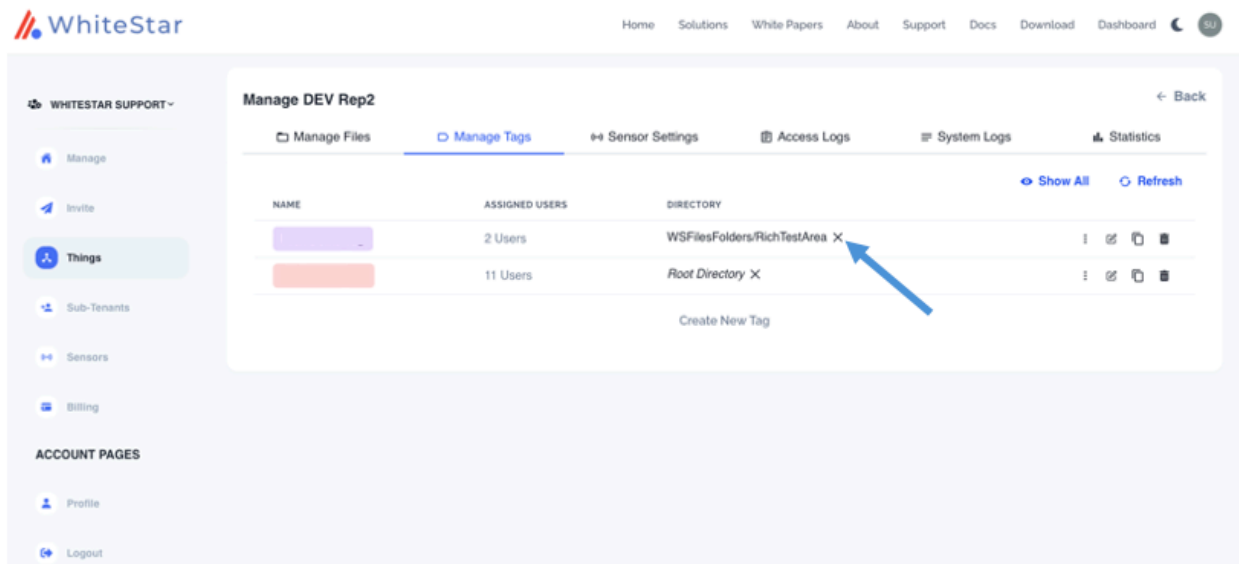 WhiteStar
Home Solutions White Papers About Support Docs Download Dashboard SU
WHITESTAR SUPPORT
Manage
Invite
Things
Sub-Tenants
Sensors
Billing
ACCOUNT PAGES
Profile
Logout
Manage DEV Rep2
← Back
Manage Files Manage Tags Sensor Settings Access Logs System Logs Statistics
Show All Refresh
NAME ASSIGNED USERS DIRECTORY
2 Users WSFilesFolders/RichTestArea
11 Users Root Directory
Create New Tag